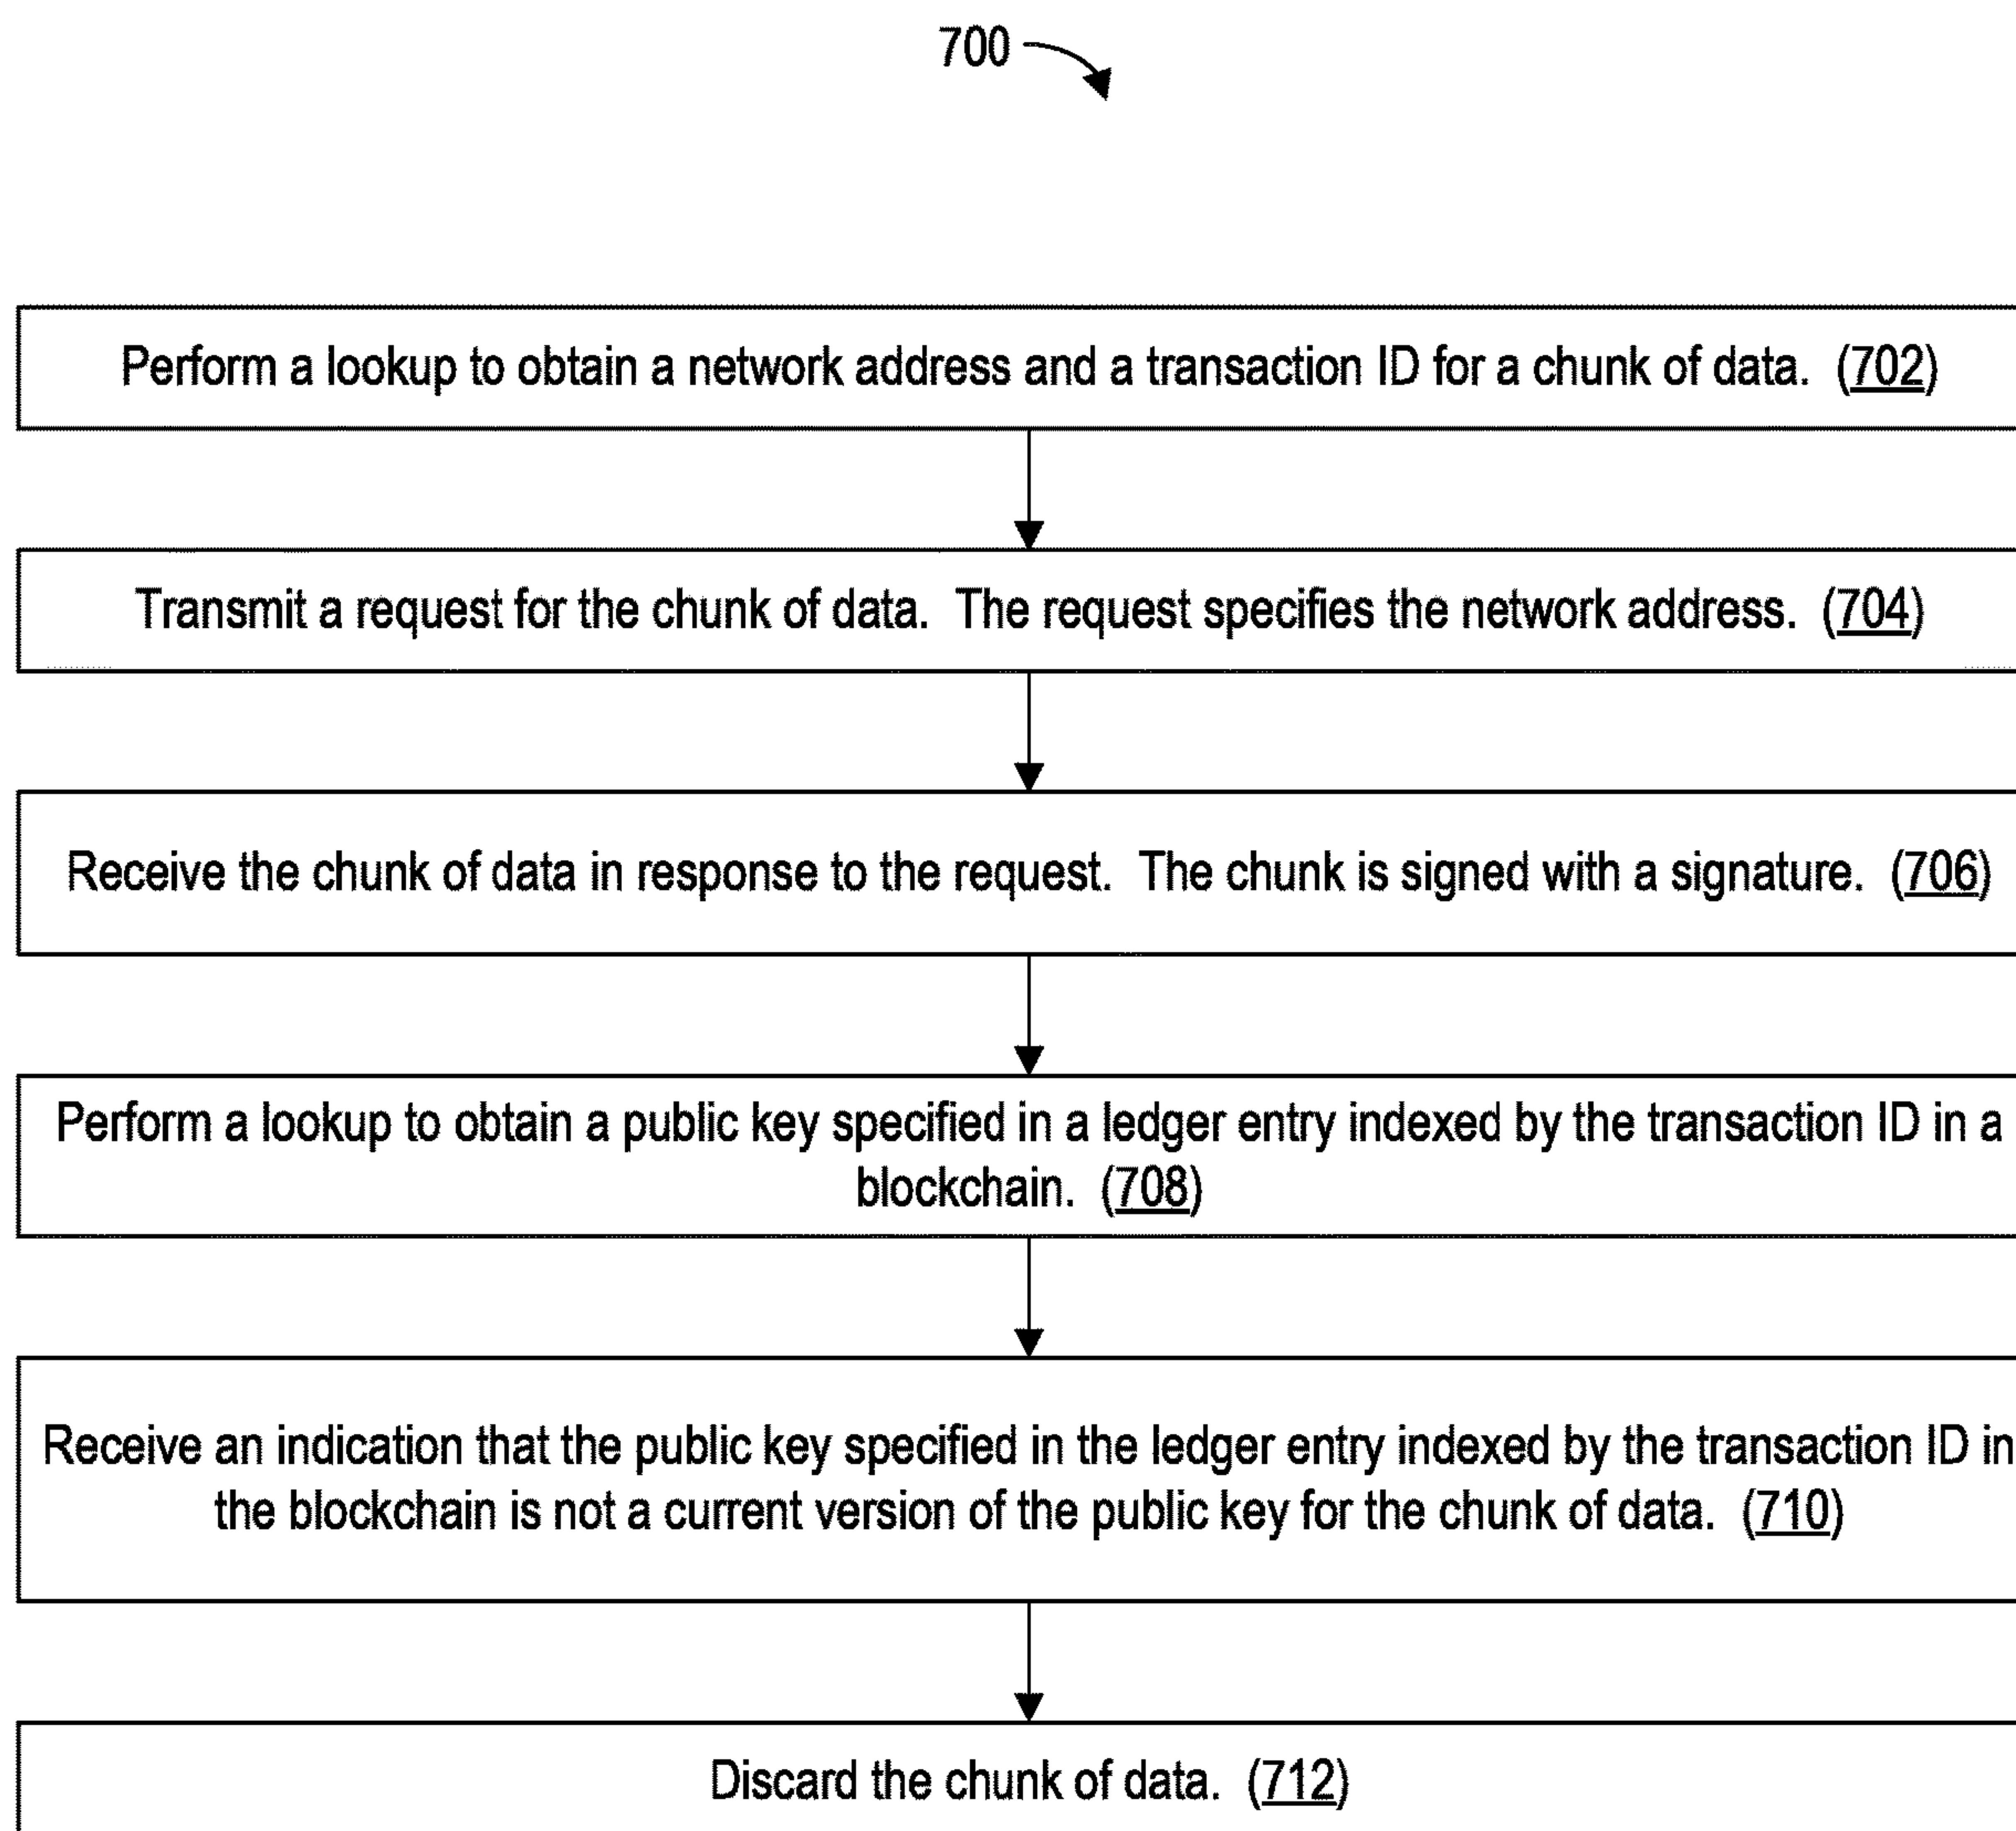 700
Perform a lookup to obtain a network address and a transaction ID for a chunk of data. (702)
Transmit a request for the chunk of data. The request specifies the network address. (704)
Receive the chunk of data in response to the request. The chunk is signed with a signature. (706)
Perform a lookup to obtain a public key specified in a ledger entry indexed by the transaction ID in a
blockchain. (708)
Receive an indication that the public key specified in the ledger entry indexed by the transaction ID in
the blockchain is not a current version of the public key for the chunk of data. (710)
Discard the chunk of data. (712)